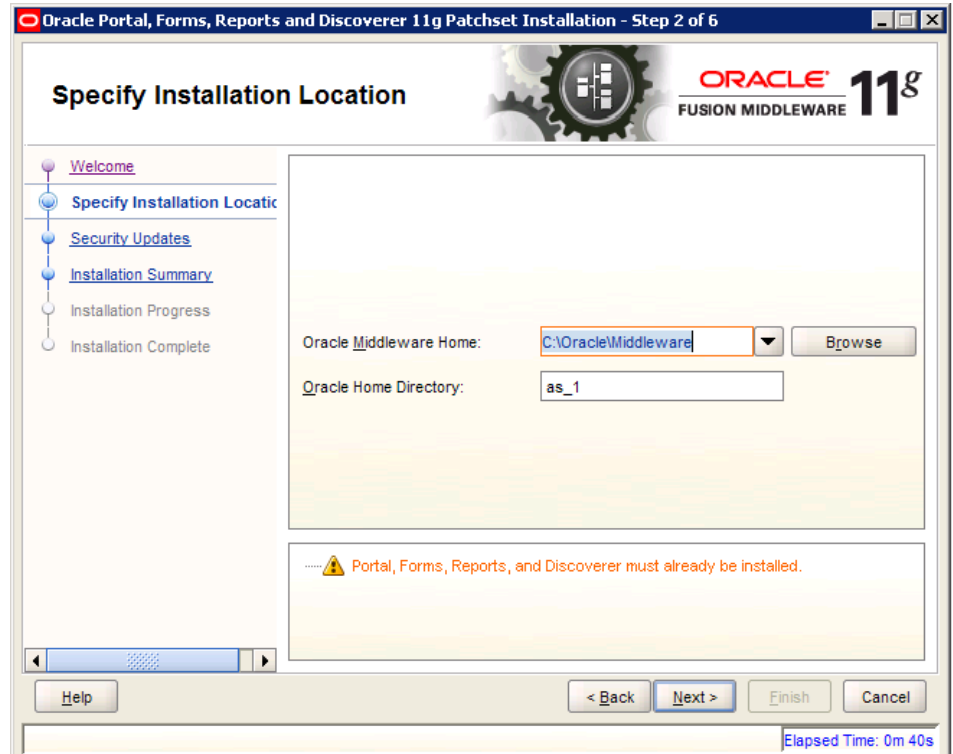 Oracle Portal, Forms, Reports and Discoverer 11g Patchset Installation - Step 2 of 6
Specify Installation Location
ORACLE
FUSION MIDDLEWARE 11g
Welcome
Specify Installation Locatio
Security Updates
Installation Summary
Installation Progress
Installation Complete
Oracle Middleware Home: C:\Oracle\Middleware Browse
Oracle Home Directory: as_1
Portal, Forms, Reports, and Discoverer must already be installed.
Help < Back Next > Finish Cancel
Elapsed Time: 0m 40s